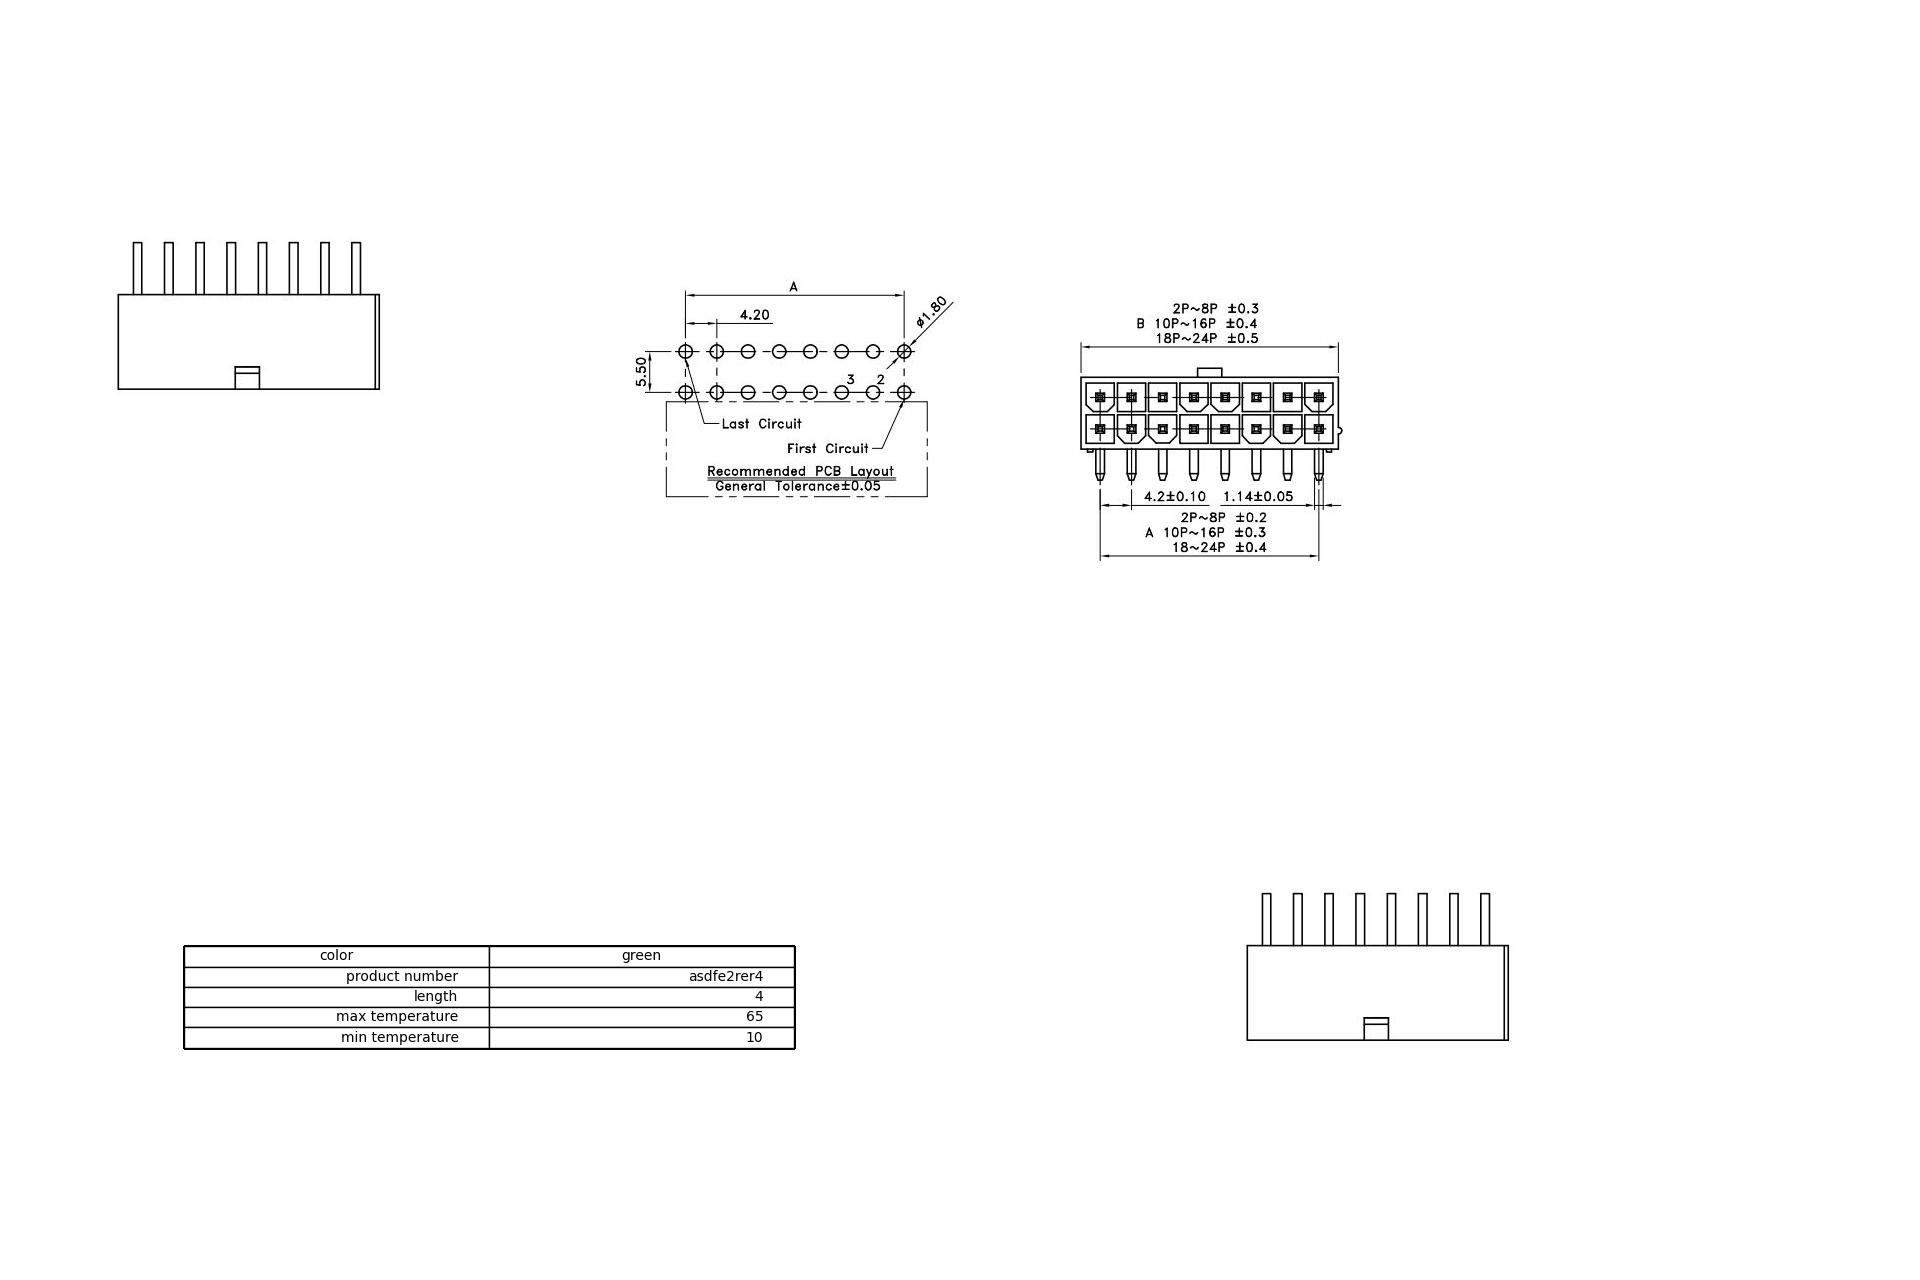 A
4.20
ø1.80
5.50
3 2
Last Circuit
First Circuit
Recommended PCB Layout
General Tolerance±0.05
2P~8P ±0.3
B 10P~16P ±0.4
18P~24P ±0.5
4.2±0.10 1.14±0.05
2P~8P ±0.2
A 10P~16P ±0.3
18~24P ±0.4
color green
product number asdfe2rer4
length 4
max temperature 65
min temperature 10